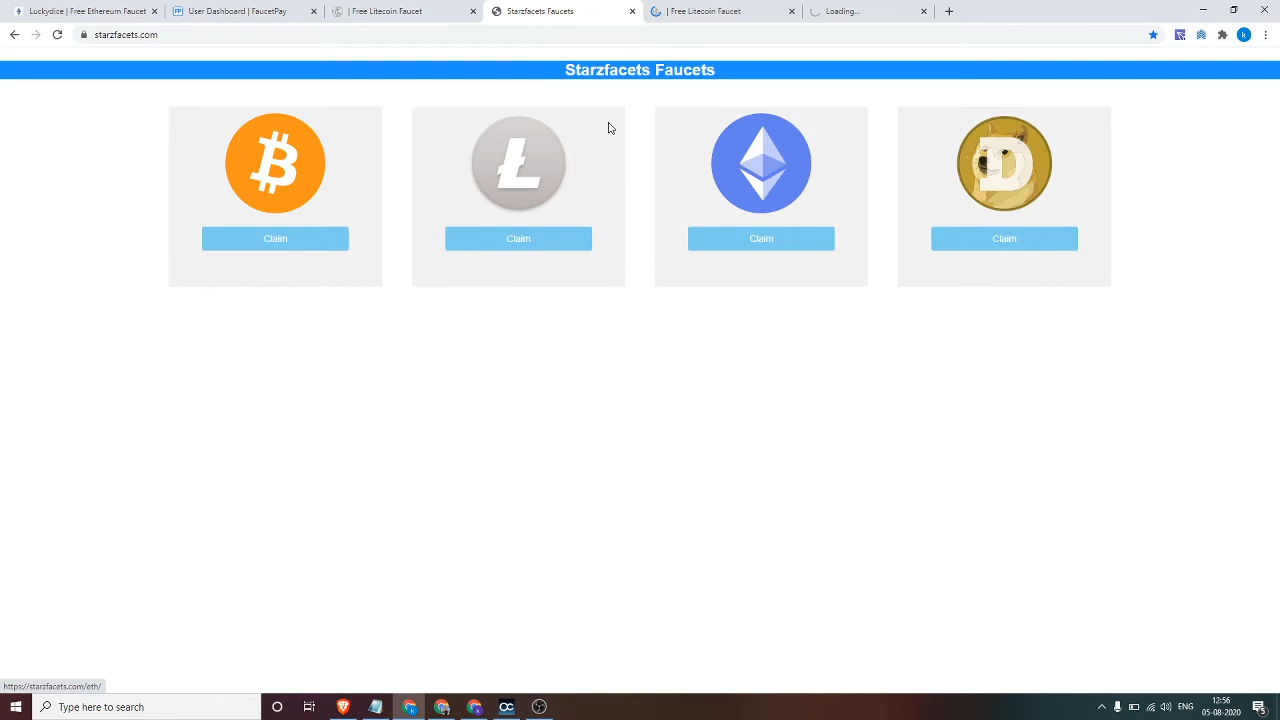 Luckydice | Free Ethereum Faucet
User Dashboard | FaucetPay
| Free Litecoin Faucet
Starzfacets Faucets
| Free Litecoin Faucet
Loading...
starzfacets.com
k
Starzfacets Faucets
Claim
Claim
Claim
Claim
https://starzfacets.com/eth/
Type here to search
ENG
12:56
05-08-2020